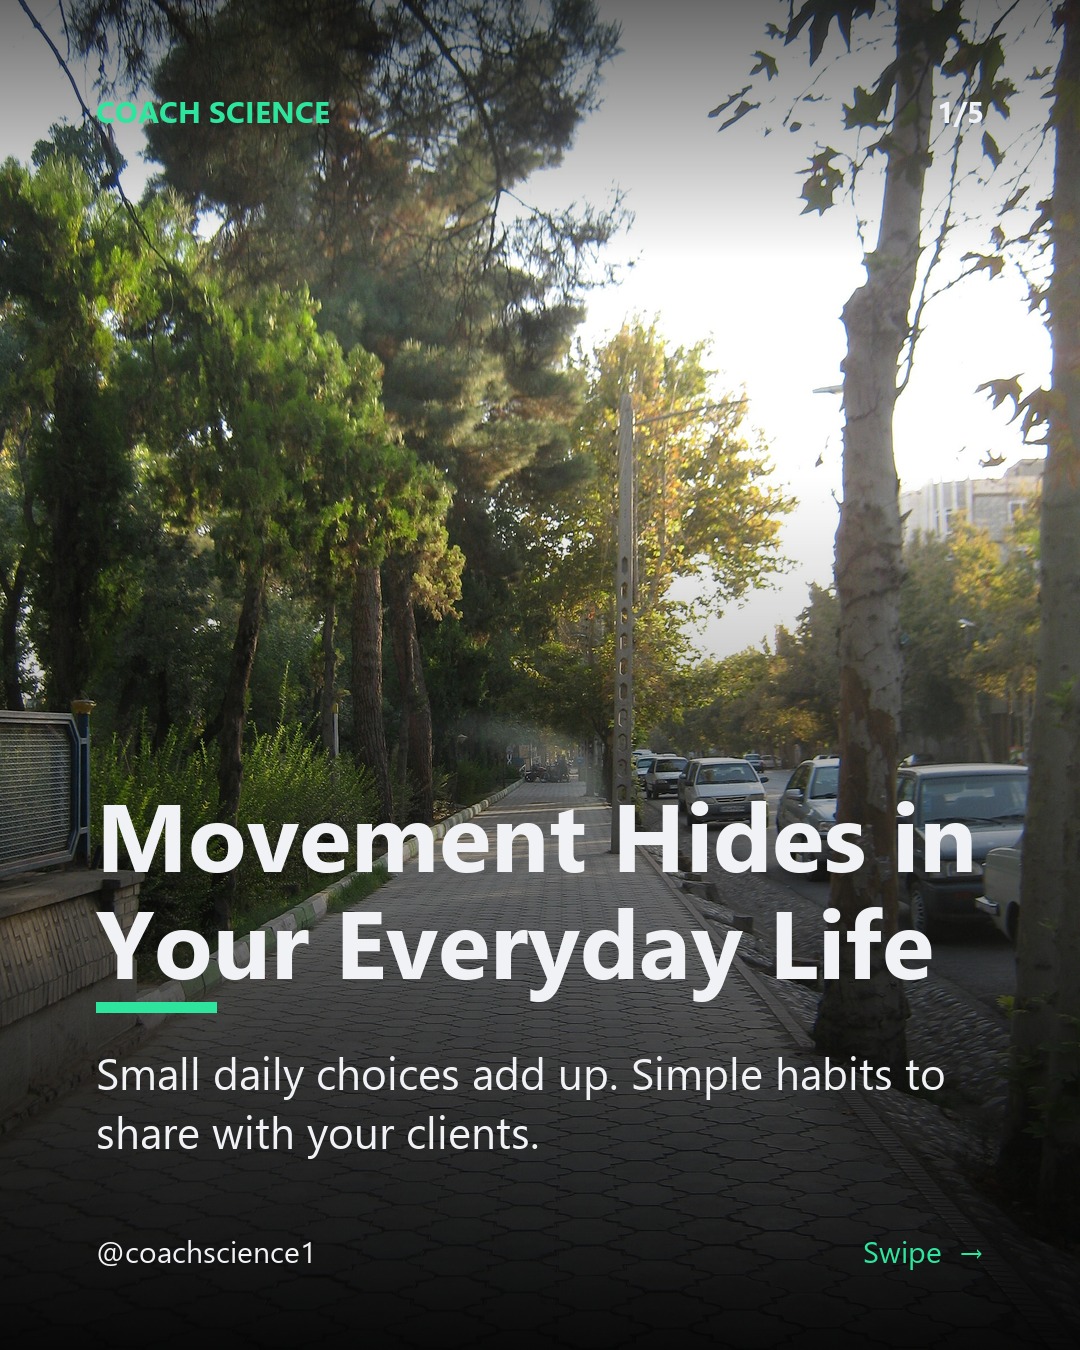 COACH SCIENCE
1/5
Movement Hides in
Your Everyday Life
Small daily choices add up. Simple habits to
share with your clients.
@coachscience1
Swipe →